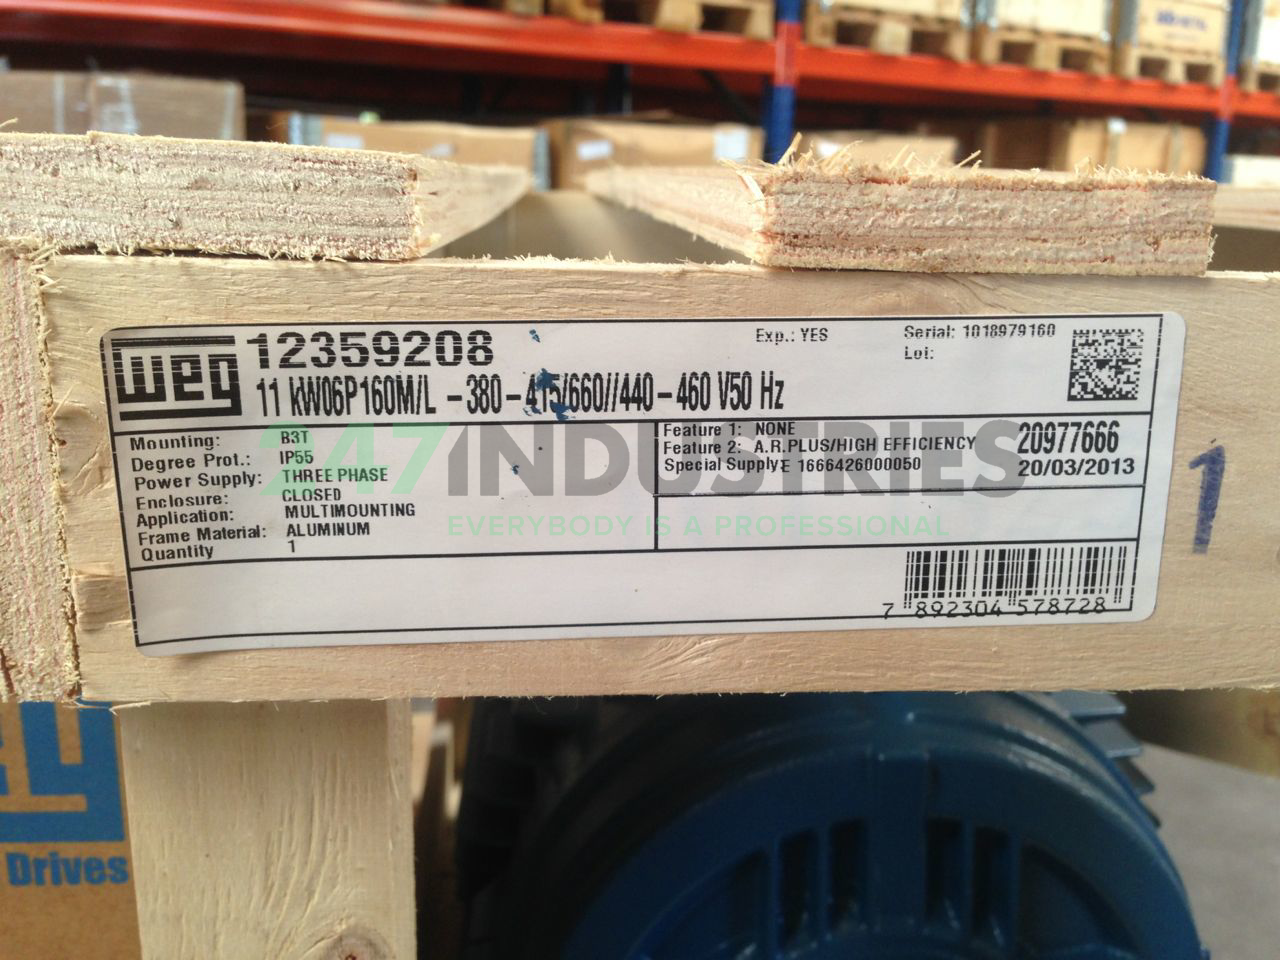 weg
12359208
Exp.: YES
Serial: 1018979160
Lot:
11 kW06P160M/L -380-415/660//440-460 V50 Hz
Mounting: B3T
Degree Prot.: IP55
Power Supply: THREE PHASE
Enclosure: CLOSED
Application: MULTIMOUNTING
Frame Material: ALUMINUM
Quantity 1
Feature 1: NONE
Feature 2: A.R.PLUS/HIGH EFFICIENCY
Special Supply: 1666426000050
20977666
20/03/2013
7 892304 578728
1
247INDUSTRIES
EVERYBODY IS A PROFESSIONAL
Drives